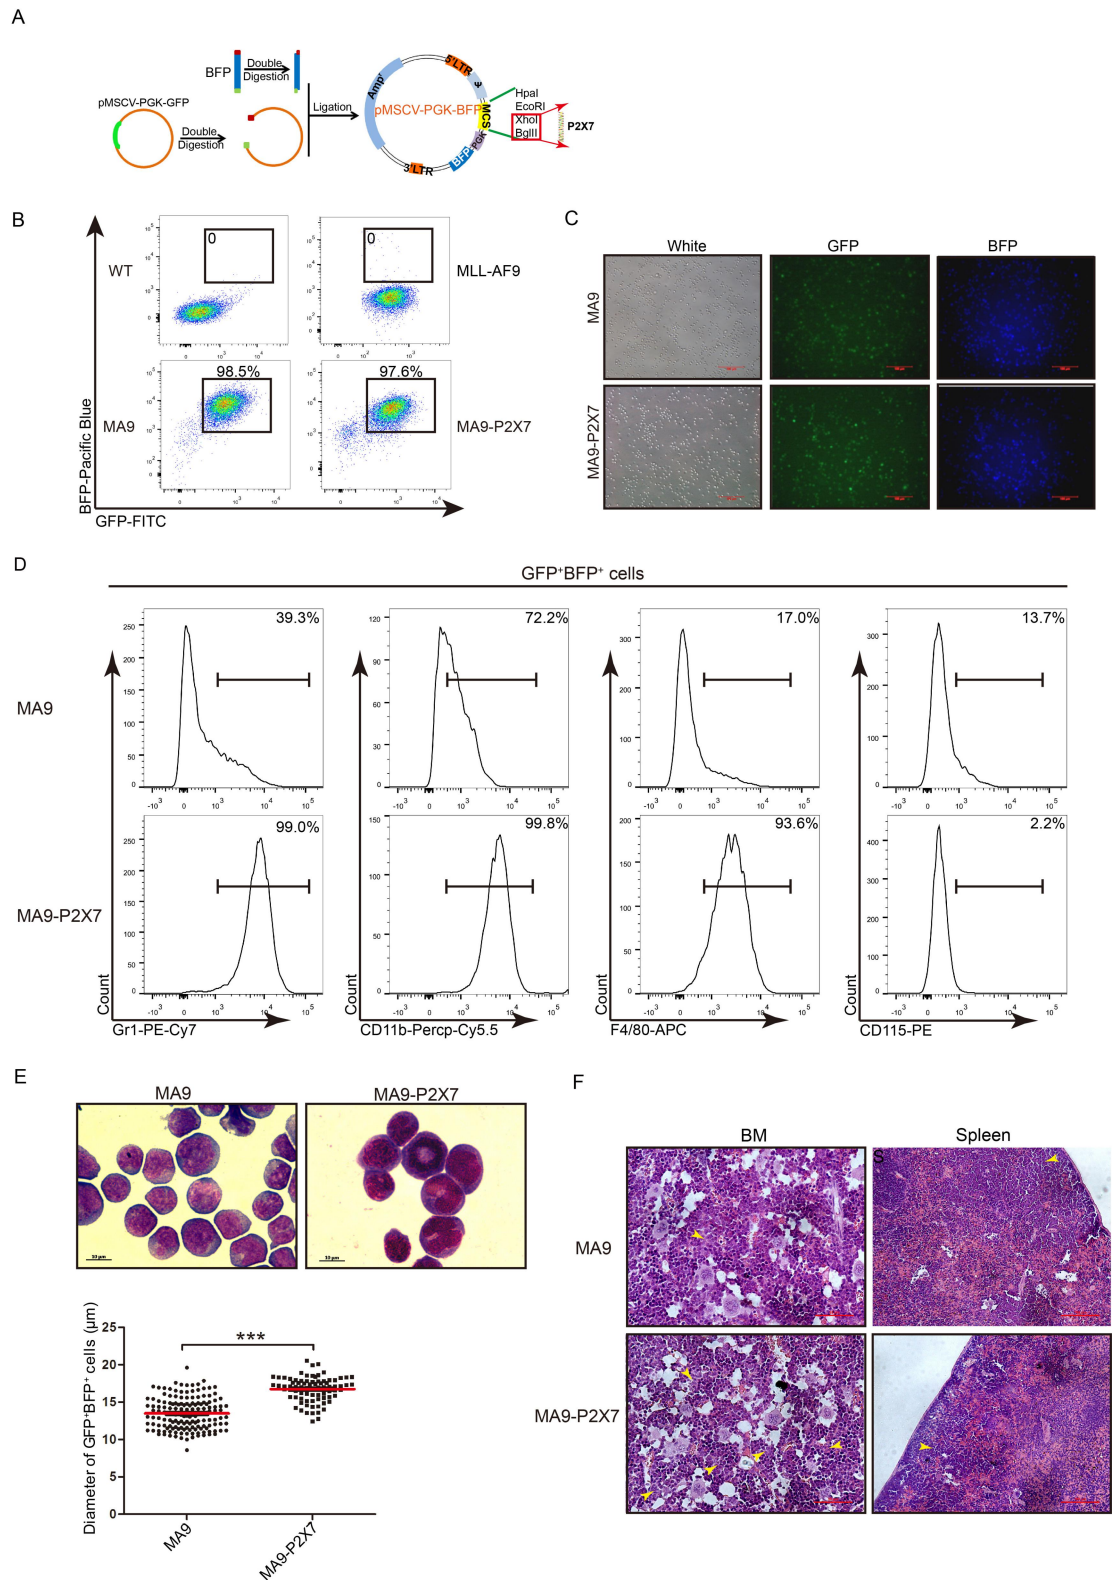 A
BFP
Double
Digestion
pMSCV-PGK-GFP
Double
Digestion
Ligation
Ampʳ
5'LTR
Ψ
MCS
PGK
BFP
3'LTR
pMSCV-PGK-BFP
HpaI
EcoRI
XhoI
BglII
P2X7
B
WT
0
0
MLL-AF9
MA9
98.5%
97.6%
MA9-P2X7
BFP-Pacific Blue
GFP-FITC
C
White
GFP
BFP
MA9
MA9-P2X7
D
GFP⁺BFP⁺ cells
MA9
39.3%
72.2%
17.0%
13.7%
MA9-P2X7
99.0%
99.8%
93.6%
2.2%
Count
Count
Count
Count
Gr1-PE-Cy7
CD11b-Percp-Cy5.5
F4/80-APC
CD115-PE
E
MA9
MA9-P2X7
10 μm
10 μm
Diameter of GFP⁺BFP⁺ cells (μm)
25
20
15
10
5
0
***
MA9
MA9-P2X7
F
BM
Spleen
S
MA9
MA9-P2X7